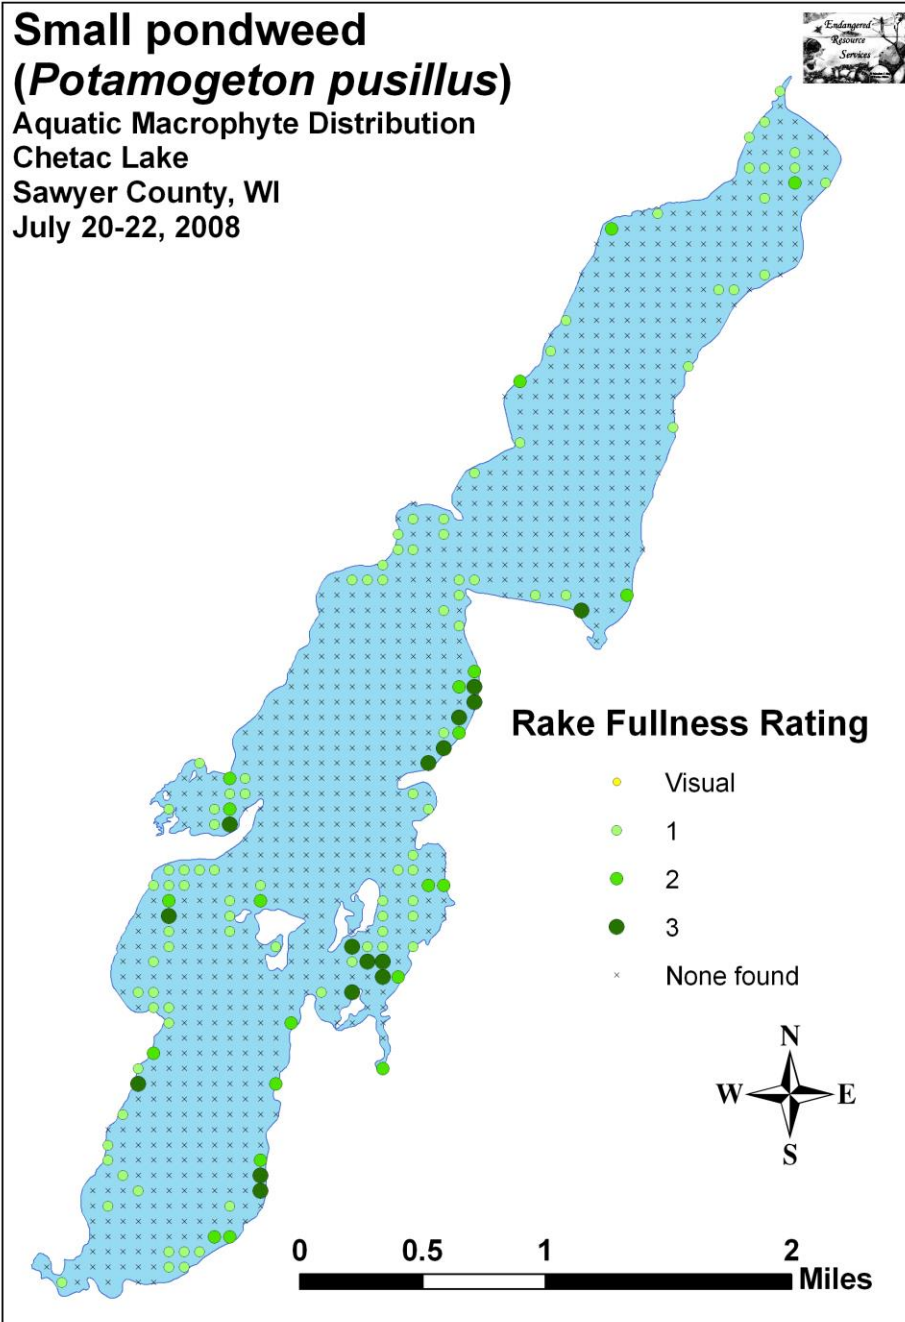 Small pondweed
(Potamogeton pusillus)
Aquatic Macrophyte Distribution
Chetac Lake
Sawyer County, WI
July 20-22, 2008
Endangered
Resource
Services
Rake Fullness Rating
Visual
1
2
3
None found
N
W E
S
0 0.5 1 2
Miles